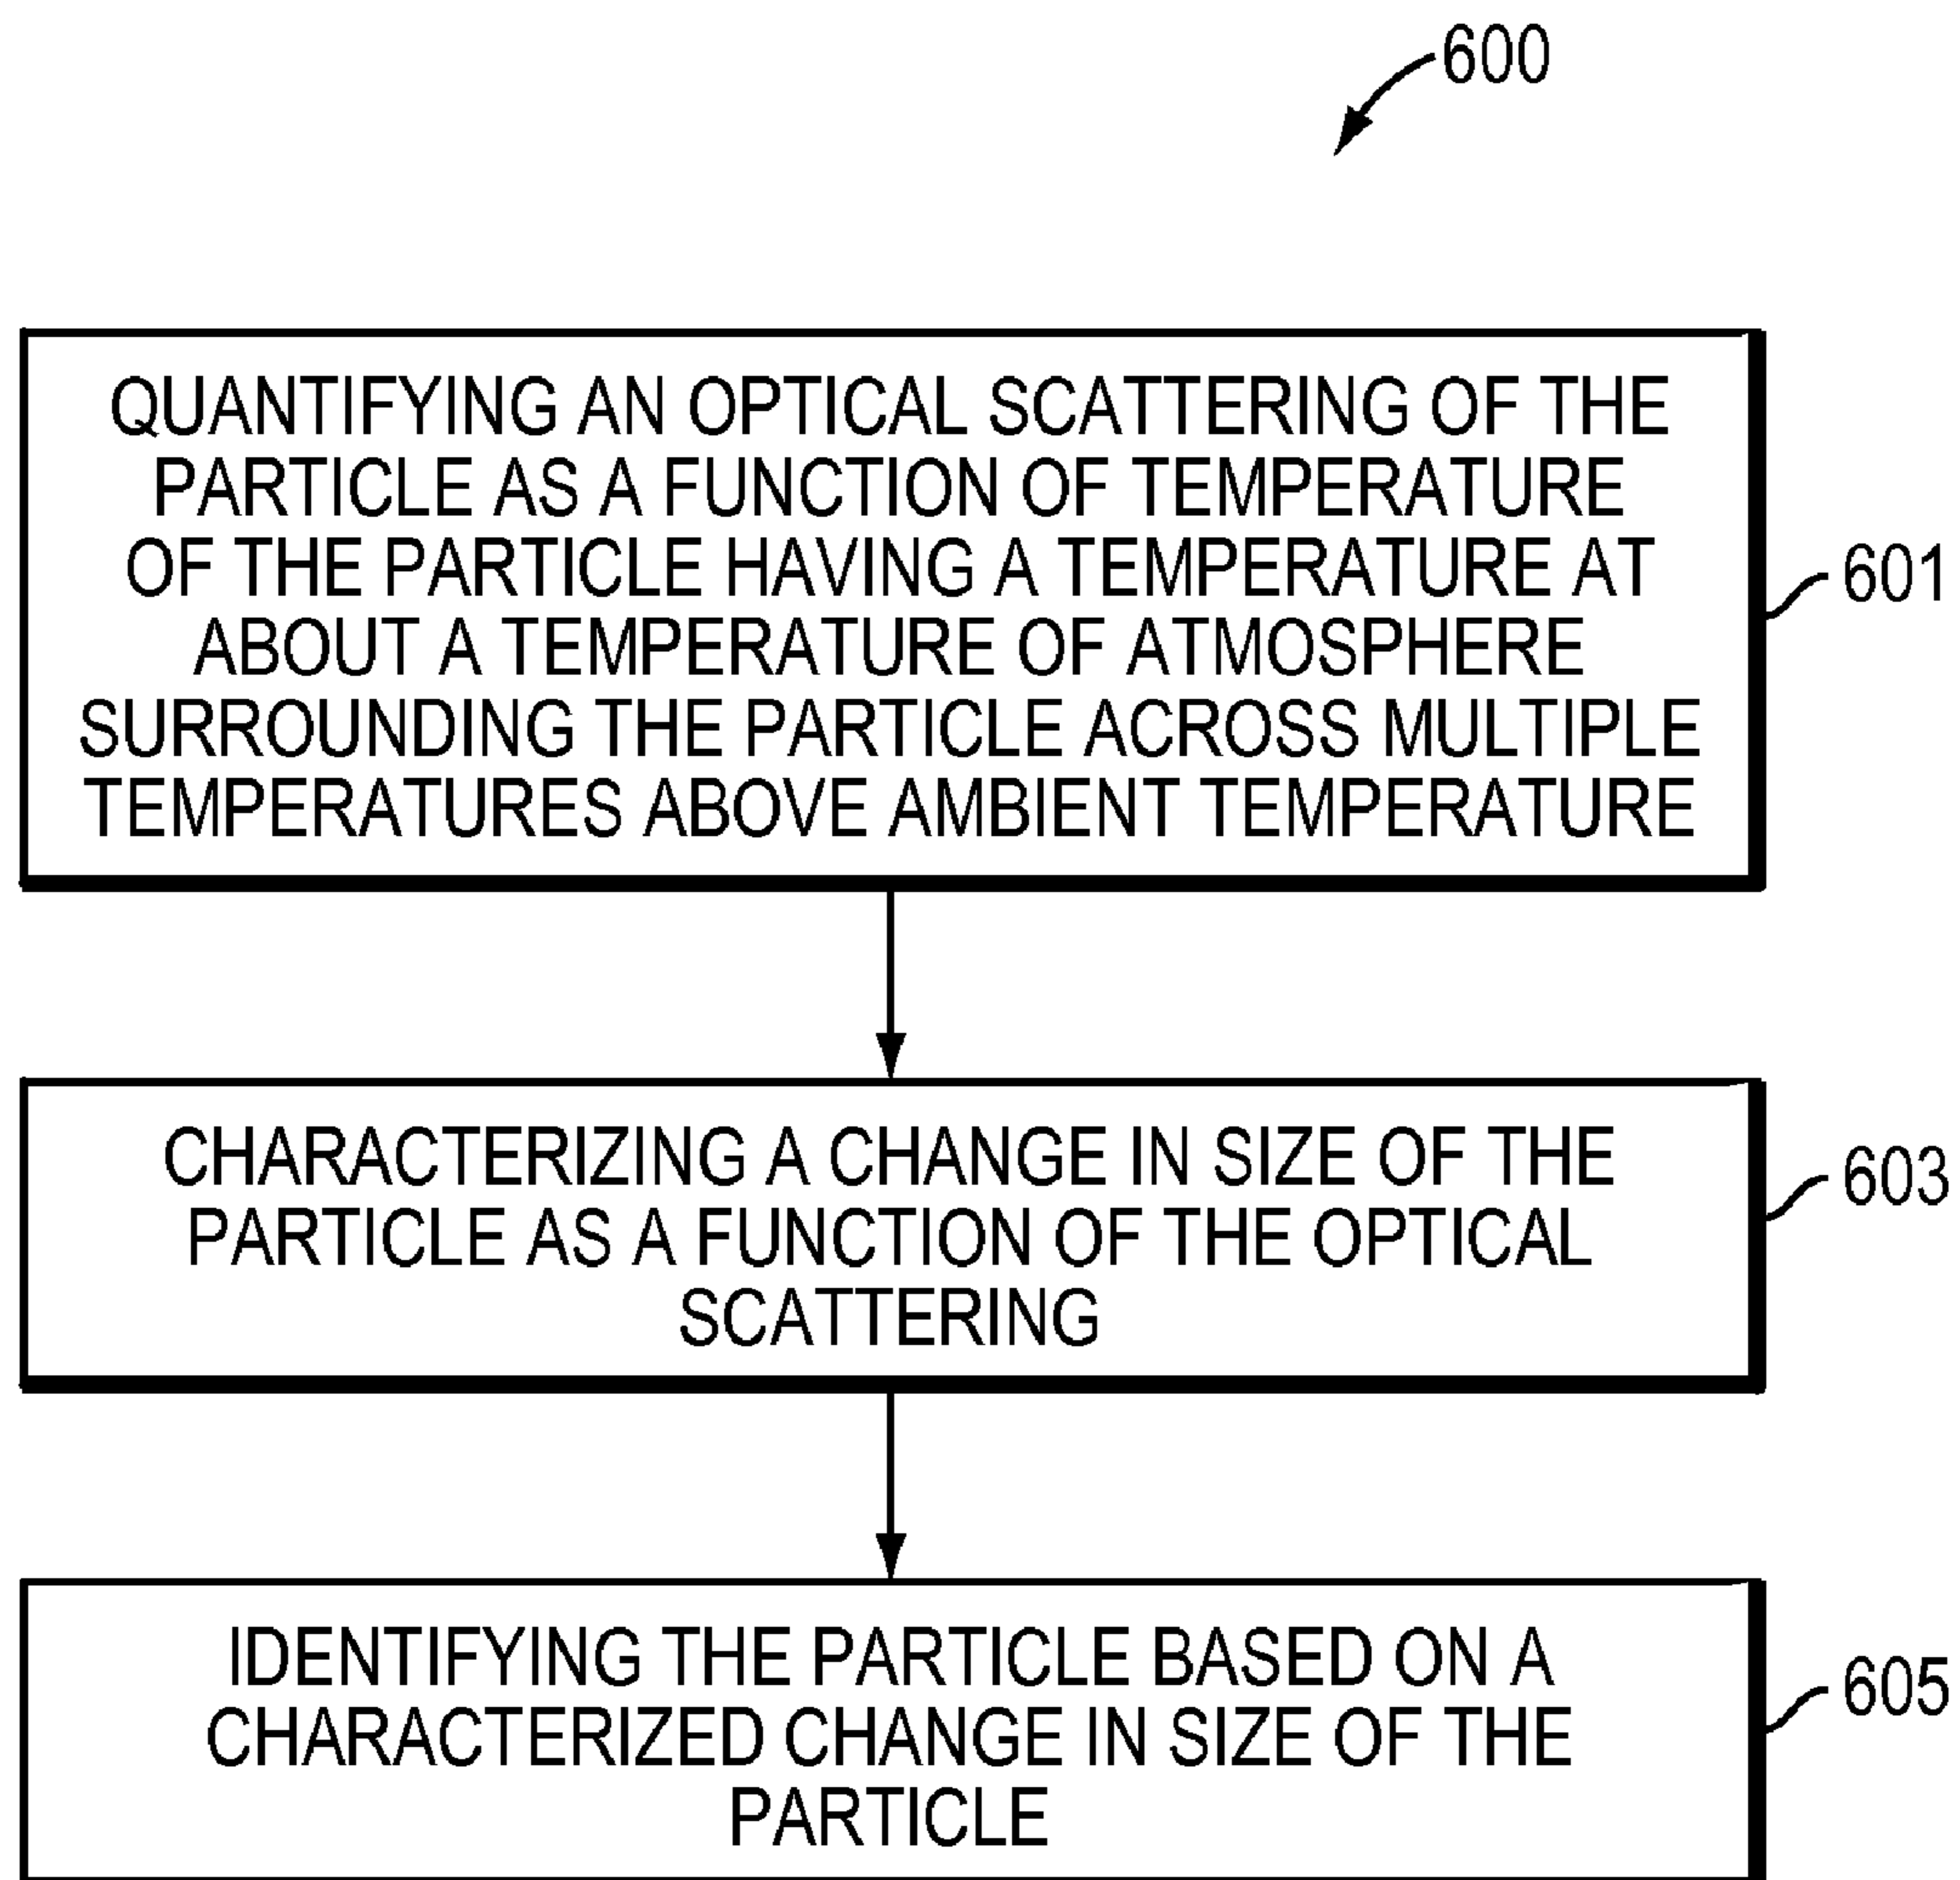 600
QUANTIFYING AN OPTICAL SCATTERING OF THE
PARTICLE AS A FUNCTION OF TEMPERATURE
OF THE PARTICLE HAVING A TEMPERATURE AT
ABOUT A TEMPERATURE OF ATMOSPHERE
SURROUNDING THE PARTICLE ACROSS MULTIPLE
TEMPERATURES ABOVE AMBIENT TEMPERATURE
601
CHARACTERIZING A CHANGE IN SIZE OF THE
PARTICLE AS A FUNCTION OF THE OPTICAL
SCATTERING
603
IDENTIFYING THE PARTICLE BASED ON A
CHARACTERIZED CHANGE IN SIZE OF THE
PARTICLE
605